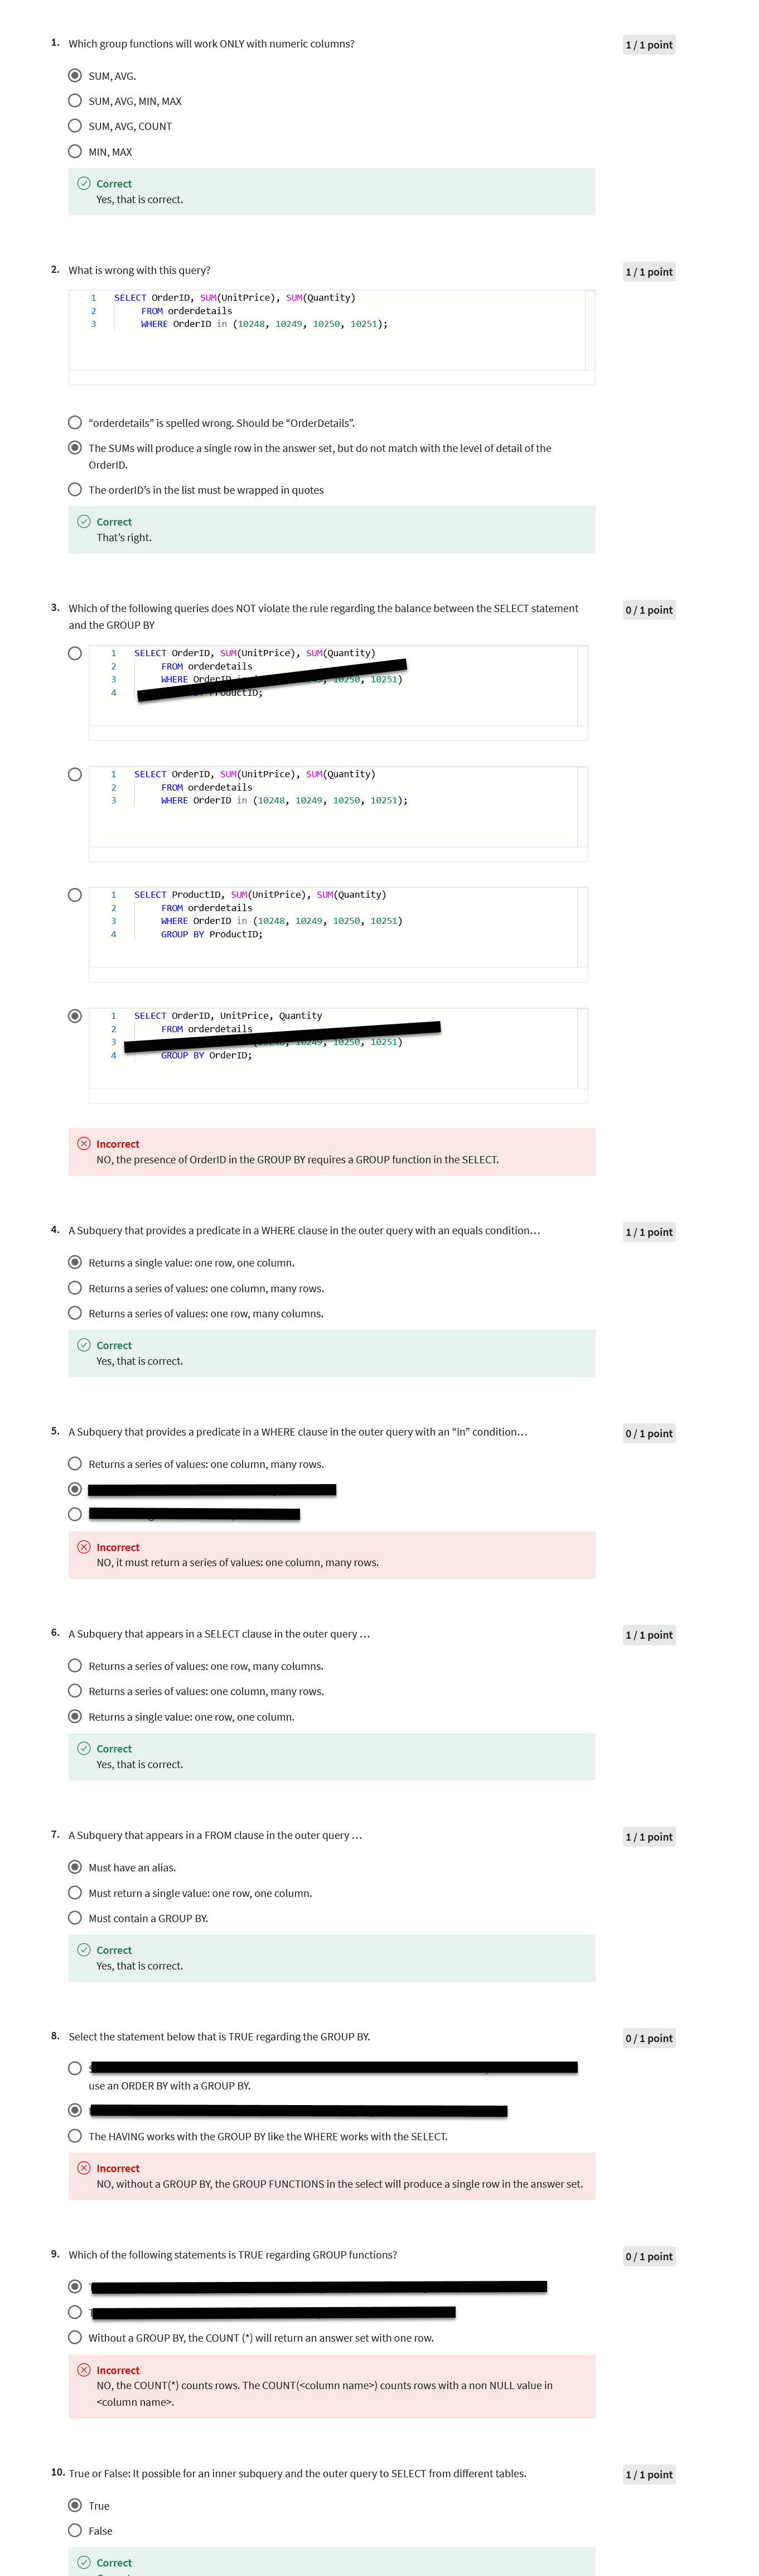 1. Which group functions will work ONLY with numeric columns?
1 / 1 point
SUM, AVG.
SUM, AVG, MIN, MAX
SUM, AVG, COUNT
MIN, MAX
Correct
Yes, that is correct.
2. What is wrong with this query?
1 / 1 point
1 SELECT OrderID, SUM(UnitPrice), SUM(Quantity)
2 FROM orderdetails
3 WHERE OrderID in (10248, 10249, 10250, 10251);
“orderdetails” is spelled wrong. Should be “OrderDetails”.
The SUMs will produce a single row in the answer set, but do not match with the level of detail of the
OrderID.
The orderID’s in the list must be wrapped in quotes
Correct
That’s right.
3. Which of the following queries does NOT violate the rule regarding the balance between the SELECT statement
and the GROUP BY
0 / 1 point
1 SELECT OrderID, SUM(UnitPrice), SUM(Quantity)
2 FROM orderdetails
3 WHERE OrderID 10250, 10251)
4 ProductID;
1 SELECT OrderID, SUM(UnitPrice), SUM(Quantity)
2 FROM orderdetails
3 WHERE OrderID in (10248, 10249, 10250, 10251);
1 SELECT ProductID, SUM(UnitPrice), SUM(Quantity)
2 FROM orderdetails
3 WHERE OrderID in (10248, 10249, 10250, 10251)
4 GROUP BY ProductID;
1 SELECT OrderID, UnitPrice, Quantity
2 FROM orderdetails
3 (10248, 10249, 10250, 10251)
4 GROUP BY OrderID;
Incorrect
NO, the presence of OrderID in the GROUP BY requires a GROUP function in the SELECT.
4. A Subquery that provides a predicate in a WHERE clause in the outer query with an equals condition…
1 / 1 point
Returns a single value: one row, one column.
Returns a series of values: one column, many rows.
Returns a series of values: one row, many columns.
Correct
Yes, that is correct.
5. A Subquery that provides a predicate in a WHERE clause in the outer query with an “in” condition…
0 / 1 point
Returns a series of values: one column, many rows.
Incorrect
NO, it must return a series of values: one column, many rows.
6. A Subquery that appears in a SELECT clause in the outer query …
1 / 1 point
Returns a series of values: one row, many columns.
Returns a series of values: one column, many rows.
Returns a single value: one row, one column.
Correct
Yes, that is correct.
7. A Subquery that appears in a FROM clause in the outer query …
1 / 1 point
Must have an alias.
Must return a single value: one row, one column.
Must contain a GROUP BY.
Correct
Yes, that is correct.
8. Select the statement below that is TRUE regarding the GROUP BY.
0 / 1 point
use an ORDER BY with a GROUP BY.
The HAVING works with the GROUP BY like the WHERE works with the SELECT.
Incorrect
NO, without a GROUP BY, the GROUP FUNCTIONS in the select will produce a single row in the answer set.
9. Which of the following statements is TRUE regarding GROUP functions?
0 / 1 point
Without a GROUP BY, the COUNT (*) will return an answer set with one row.
Incorrect
NO, the COUNT(*) counts rows. The COUNT(<column name>) counts rows with a non NULL value in
<column name>.
10. True or False: It possible for an inner subquery and the outer query to SELECT from different tables.
1 / 1 point
True
False
Correct